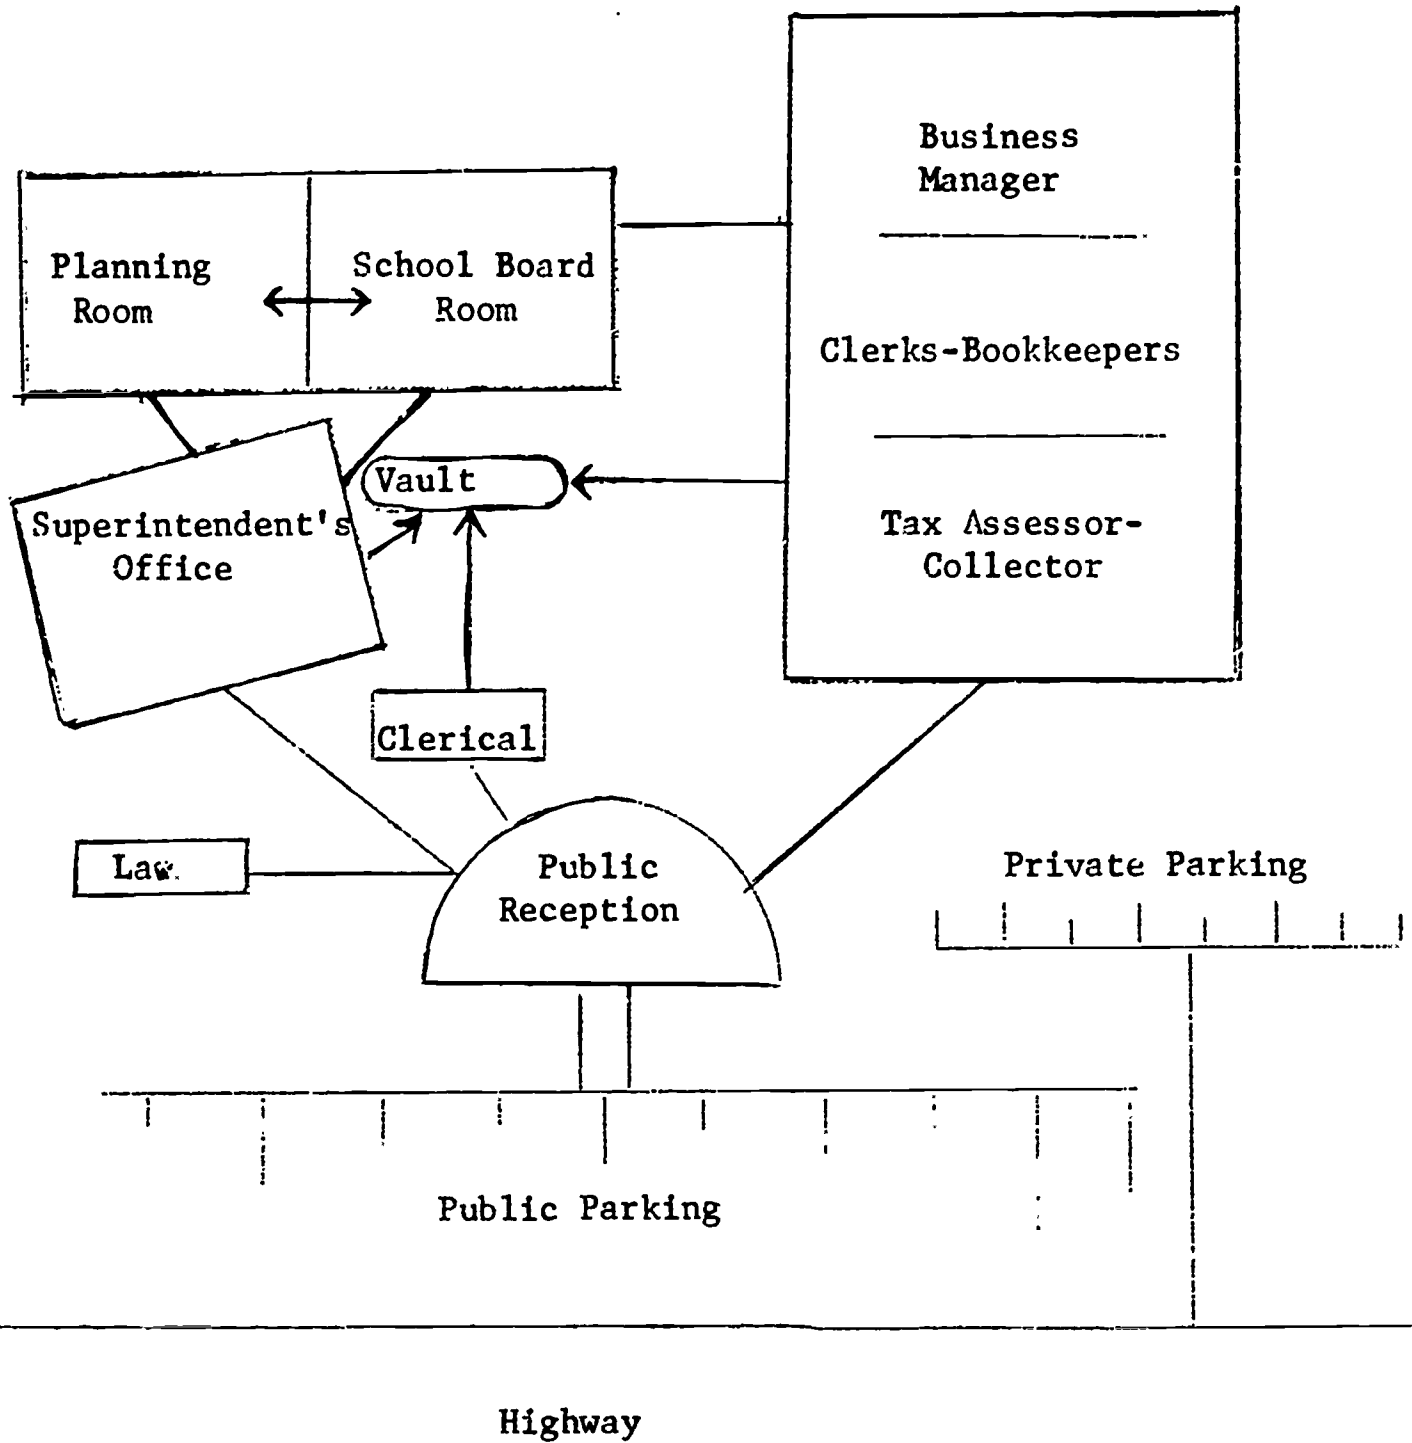 Business
Manager
Planning
Room
School Board
Room
Clerks-Bookkeepers
Vault
Superintendent's
Office
Tax Assessor-
Collector
Clerical
Law
Public
Reception
Private Parking
Public Parking
Highway